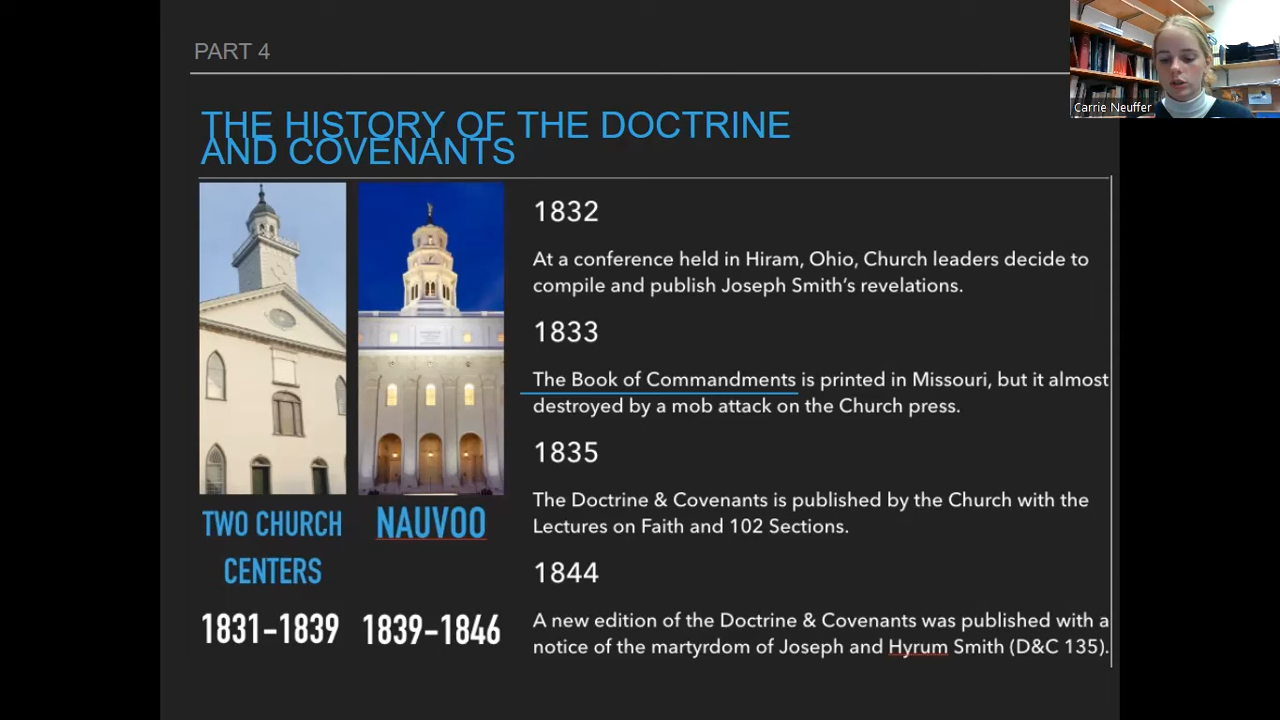 PART 4
Carrie Neuffer
THE HISTORY OF THE DOCTRINE
AND COVENANTS
1832
At a conference held in Hiram, Ohio, Church leaders decide to
compile and publish Joseph Smith’s revelations.
1833
The Book of Commandments is printed in Missouri, but it almost
destroyed by a mob attack on the Church press.
1835
The Doctrine & Covenants is published by the Church with the
Lectures on Faith and 102 Sections.
1844
A new edition of the Doctrine & Covenants was published with a
notice of the martyrdom of Joseph and Hyrum Smith (D&C 135).
TWO CHURCH
CENTERS
1831–1839
NAUVOO
1839–1846